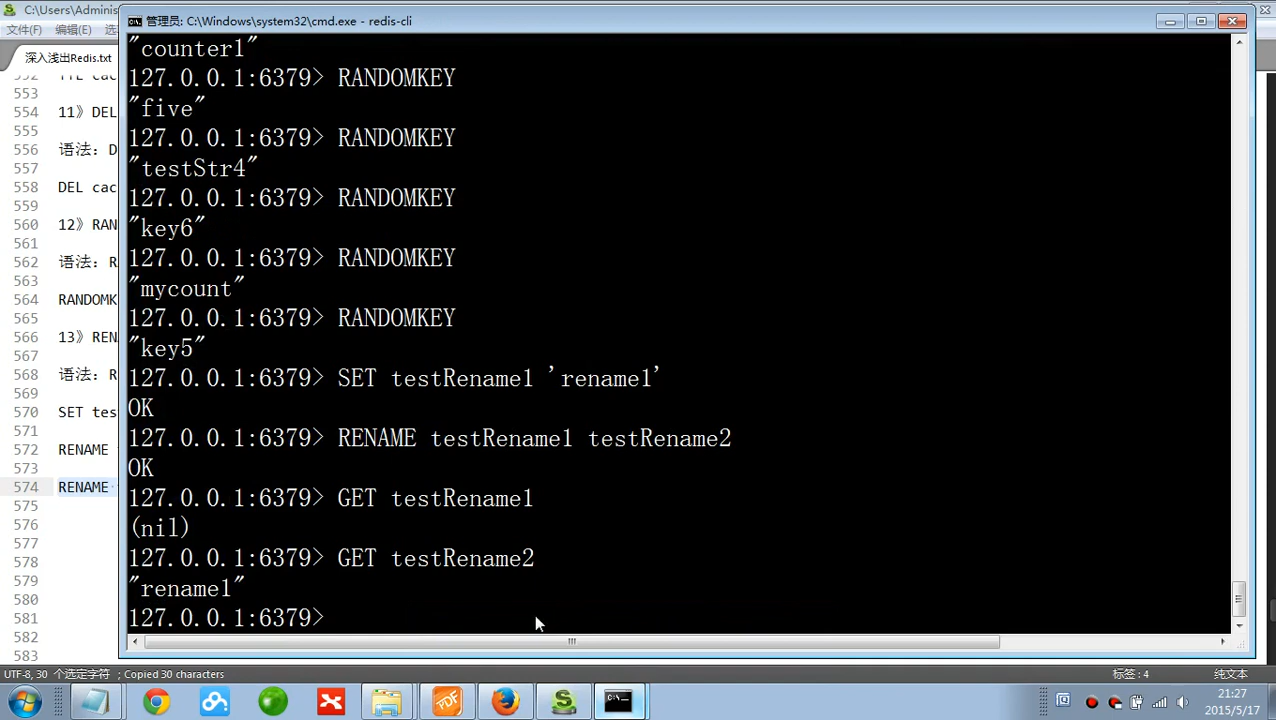 C:\Users\Adminis
管理员: C:\Windows\system32\cmd.exe - redis-cli
文件(F) 编辑(E) 选
深入浅出Redis.txt
"counter1"
127.0.0.1:6379> RANDOMKEY
"five"
127.0.0.1:6379> RANDOMKEY
"testStr4"
127.0.0.1:6379> RANDOMKEY
"key6"
127.0.0.1:6379> RANDOMKEY
"mycount"
127.0.0.1:6379> RANDOMKEY
"key5"
127.0.0.1:6379> SET testRename1 'rename1'
OK
127.0.0.1:6379> RENAME testRename1 testRename2
OK
127.0.0.1:6379> GET testRename1
(nil)
127.0.0.1:6379> GET testRename2
"rename1"
127.0.0.1:6379>
552 TTL cac
553
554 11》DEL
555
556 语法: D
557
558 DEL cac
559
560 12》RAN
561
562 语法: R
563
564 RANDOMK
565
566 13》REN
567
568 语法: R
569
570 SET tes
571
572 RENAME
573
574 RENAME
575
576
577
578
579
580
581
582
583
UTF-8, 30 个选定字符 ; Copied 30 characters
标签: 4
纯文本
21:27
2015/5/17